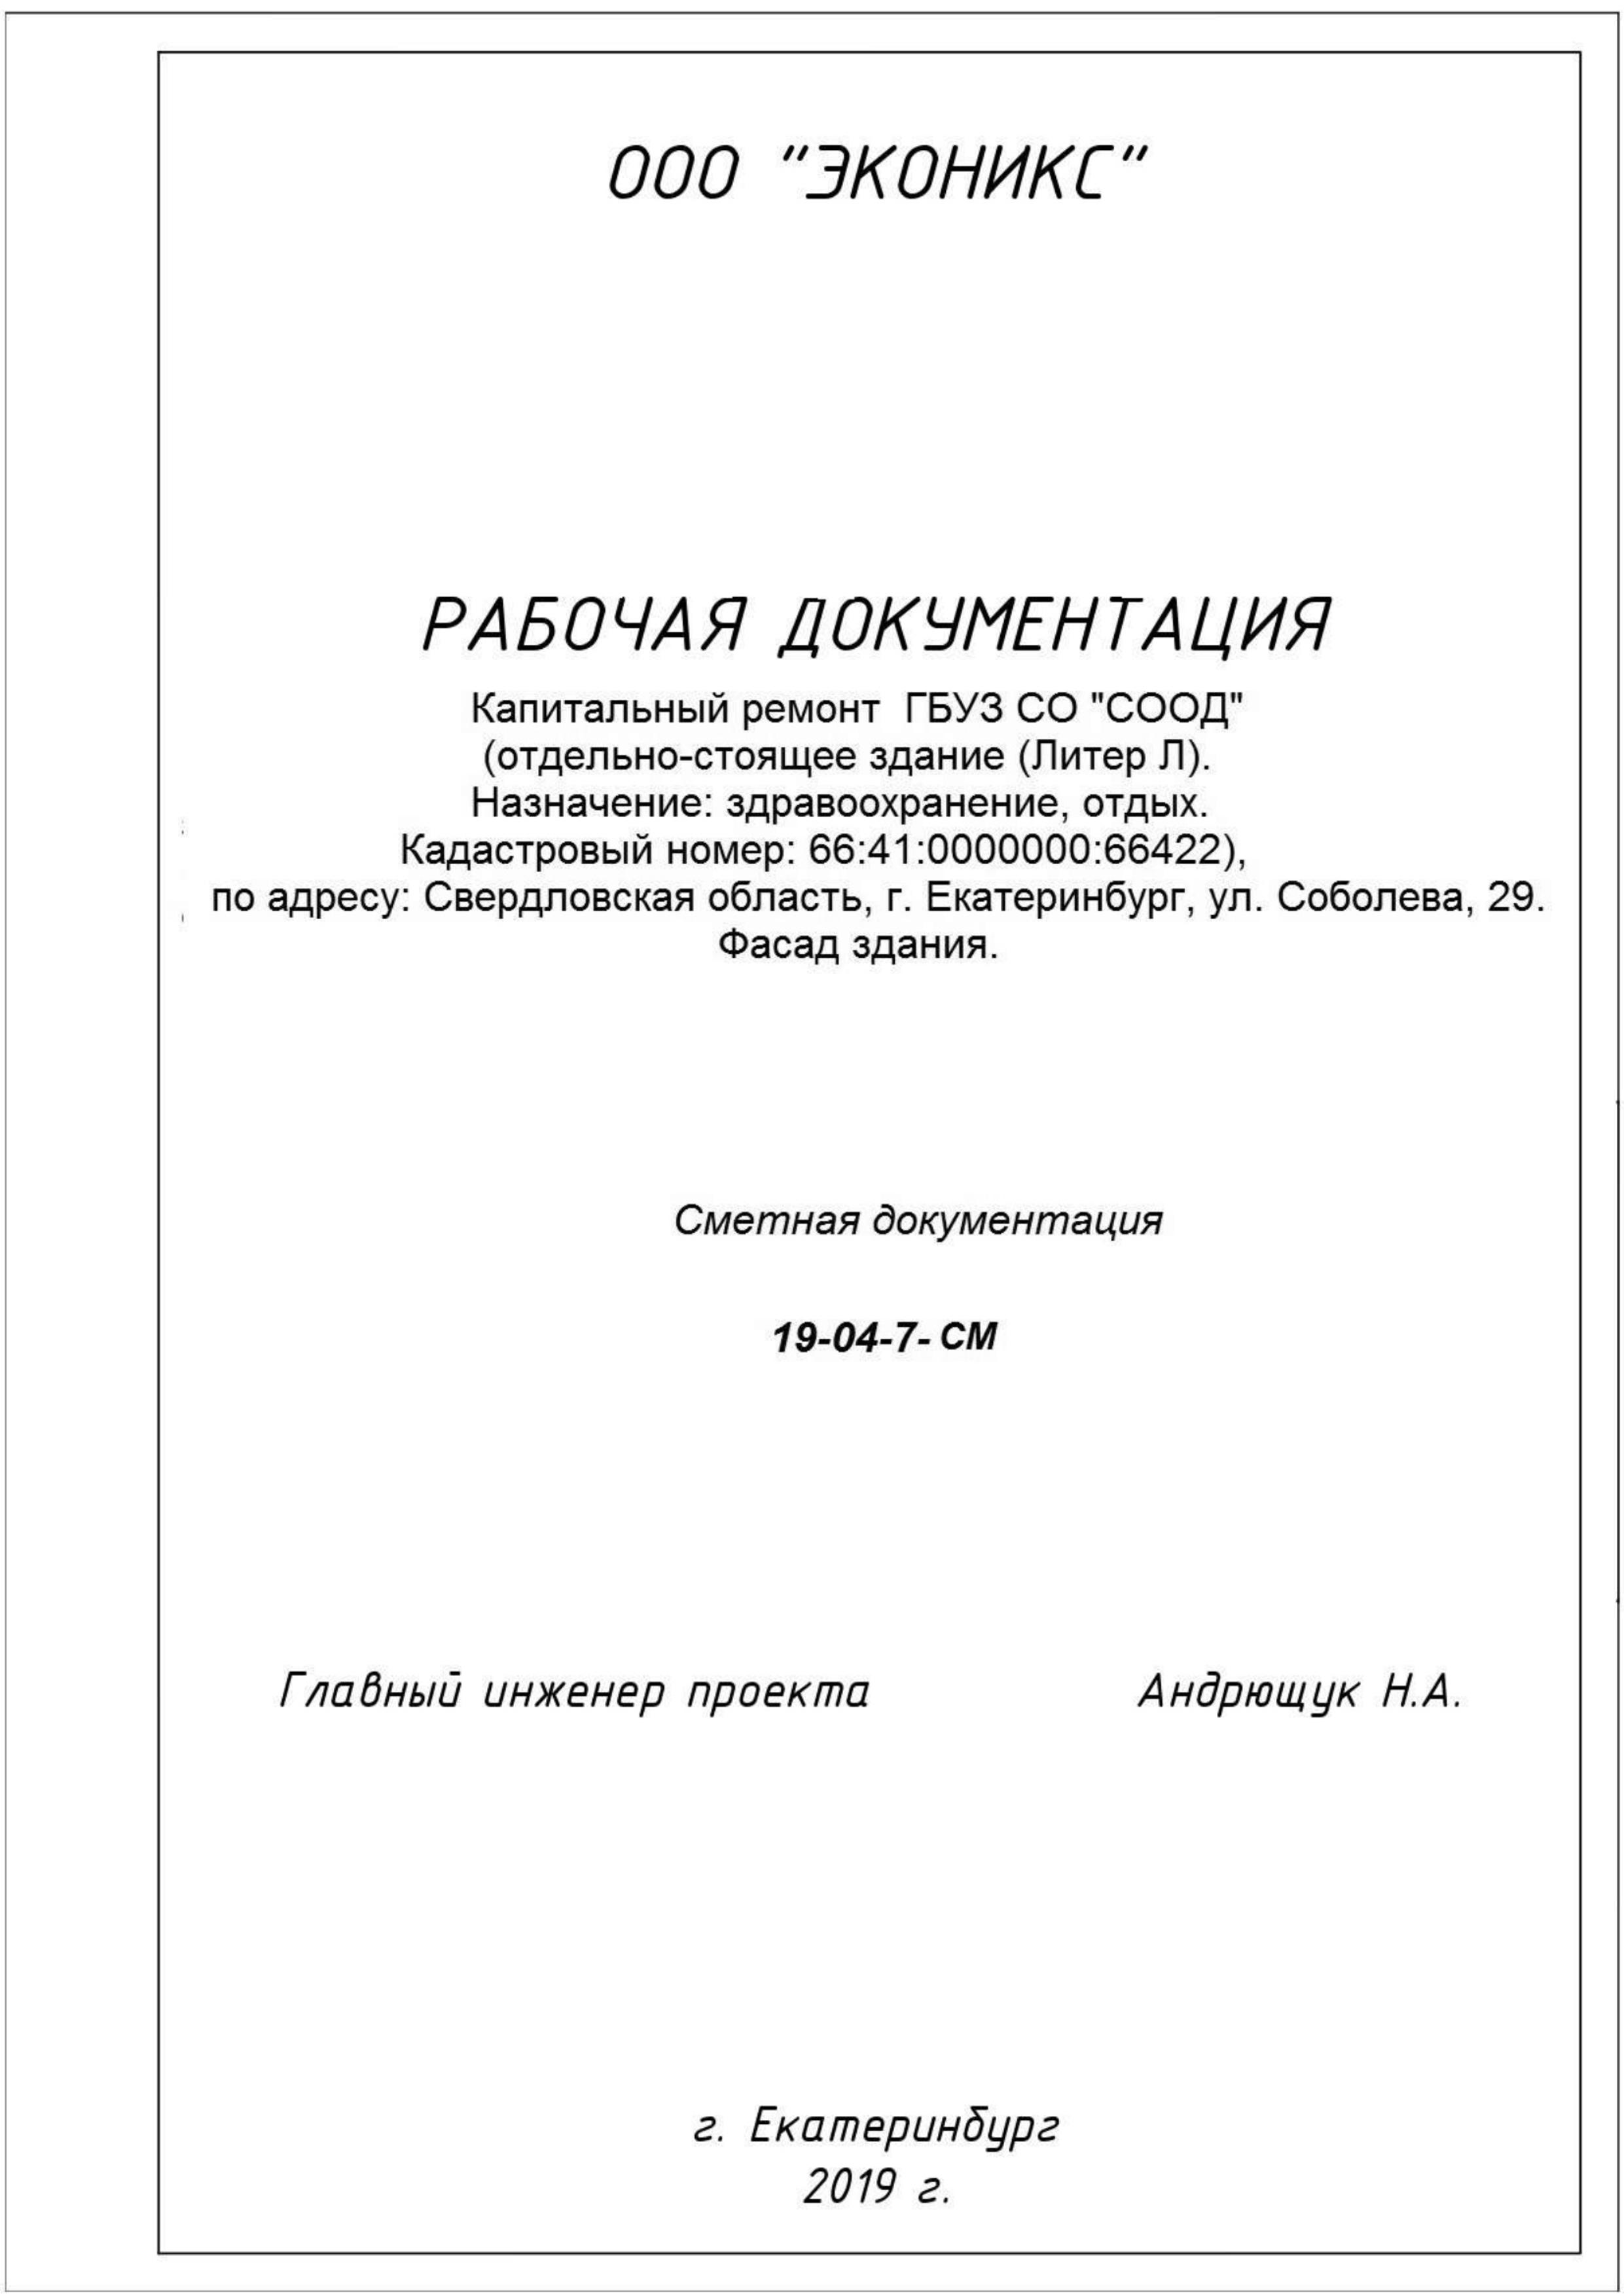 ООО "ЭКОНИКС"
РАБОЧАЯ ДОКУМЕНТАЦИЯ
Капитальный ремонт ГБУЗ СО "СООД"
(отдельно-стоящее здание (Литер Л).
Назначение: здравоохранение, отдых.
Кадастровый номер: 66:41:0000000:66422),
по адресу: Свердловская область, г. Екатеринбург, ул. Соболева, 29.
Фасад здания.
Сметная документация
19-04-7- СМ
Главный инженер проекта Андрющук Н.А.
г. Екатеринбург
2019 г.